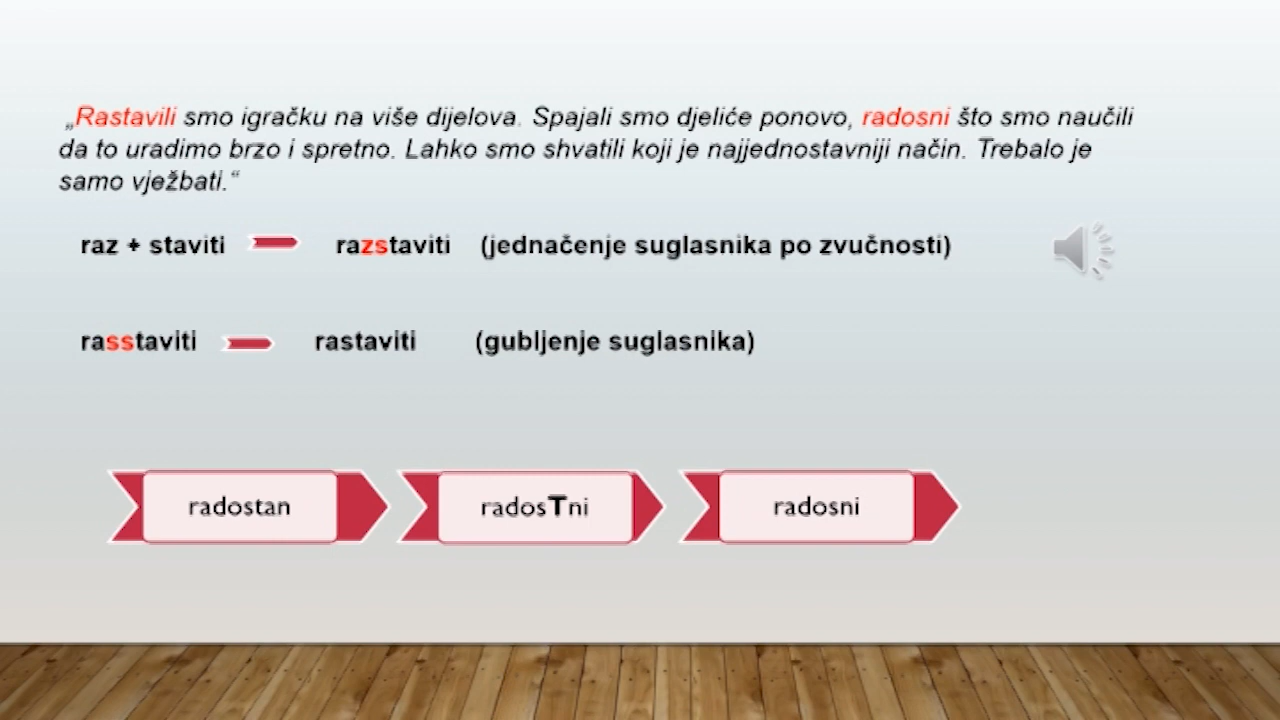 „Rastavili smo igračku na više dijelova. Spajali smo djeliće ponovo, radosni što smo naučili
da to uradimo brzo i spretno. Lahko smo shvatili koji je najjednostavniji način. Trebalo je
samo vježbati.“
raz + staviti razstaviti (jednačenje suglasnika po zvučnosti)
rasstaviti rastaviti (gubljenje suglasnika)
radostan radosTni radosni